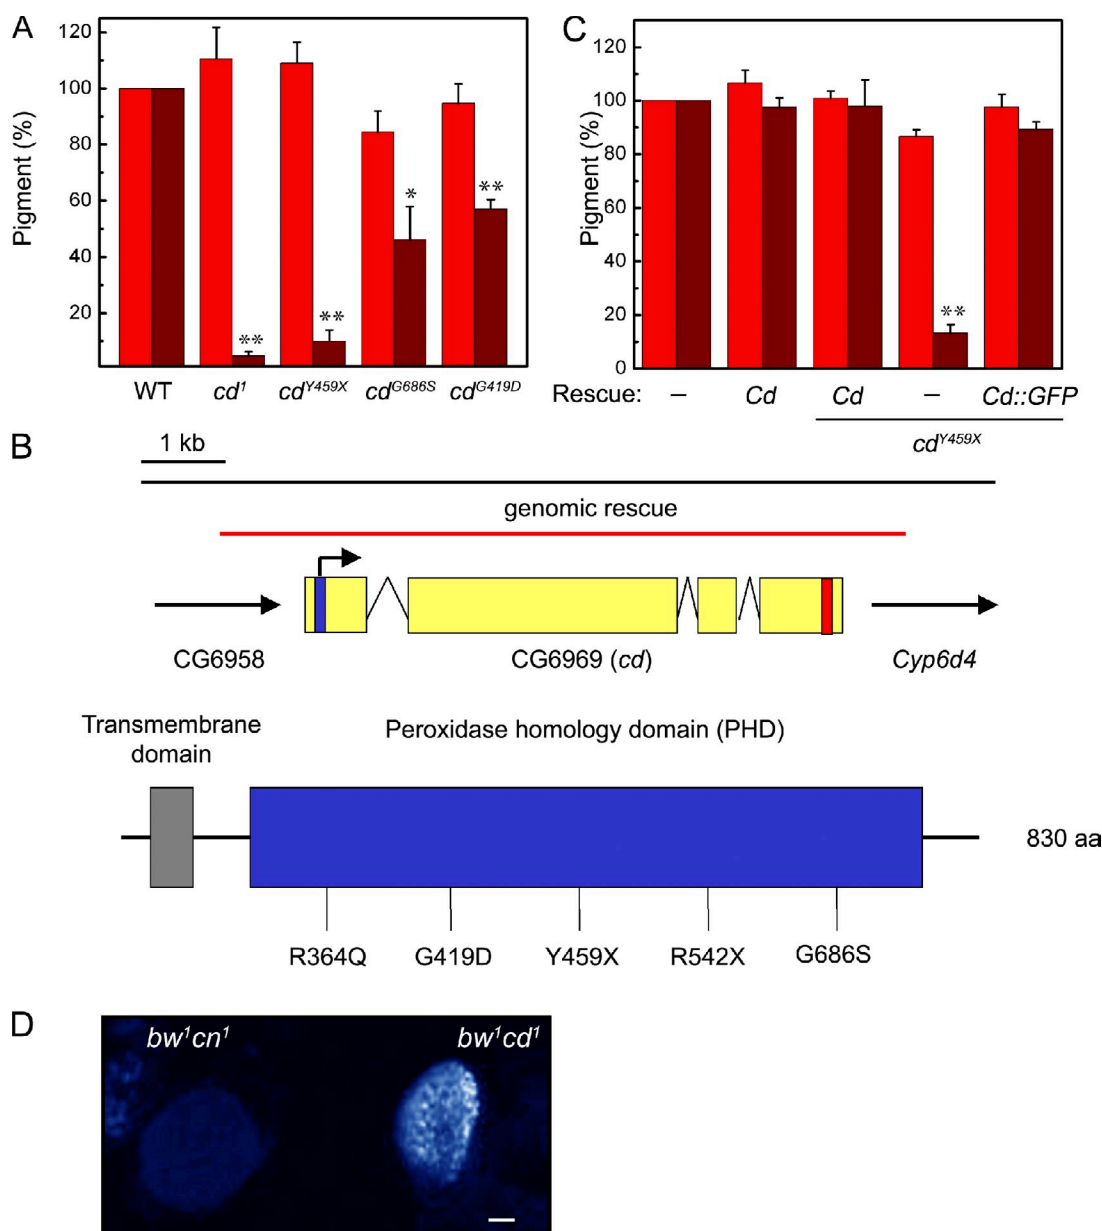 A
Pigment (%)
120
100
80
60
40
20
**
**
*
**
WT
cd¹
cd^Y459X
cd^G686S
cd^G419D
C
Pigment (%)
120
100
80
60
40
20
0
**
Rescue: – Cd Cd – Cd::GFP
cd^Y459X
B
1 kb
genomic rescue
CG6958
CG6969 (cd)
Cyp6d4
Transmembrane
domain
Peroxidase homology domain (PHD)
830 aa
R364Q
G419D
Y459X
R542X
G686S
D
bw¹cn¹
bw¹cd¹